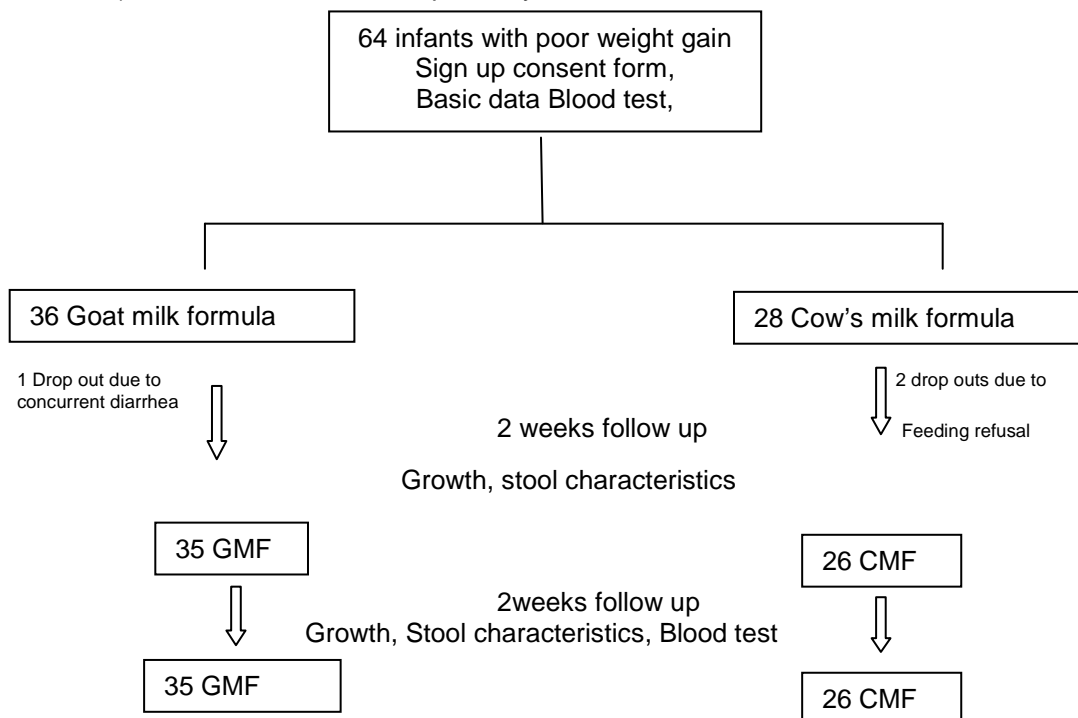 64 infants with poor weight gain
Sign up consent form,
Basic data Blood test,
36 Goat milk formula
28 Cow's milk formula
1 Drop out due to
concurrent diarrhea
2 drop outs due to
Feeding refusal
2 weeks follow up
Growth, stool characteristics
35 GMF
26 CMF
2weeks follow up
Growth, Stool characteristics, Blood test
35 GMF
26 CMF